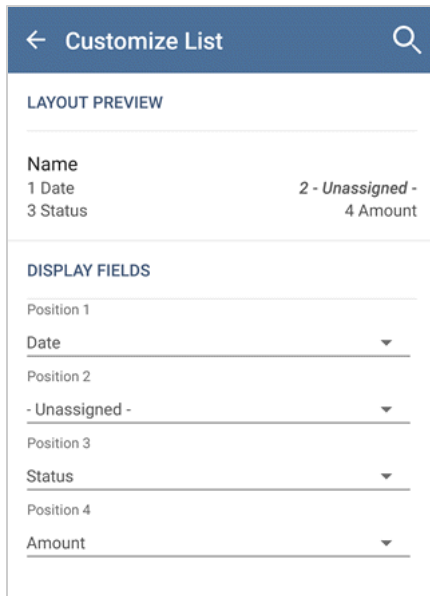 Customize List
LAYOUT PREVIEW
Name
1 Date 2 - Unassigned -
3 Status 4 Amount
DISPLAY FIELDS
Position 1
Date
Position 2
- Unassigned -
Position 3
Status
Position 4
Amount